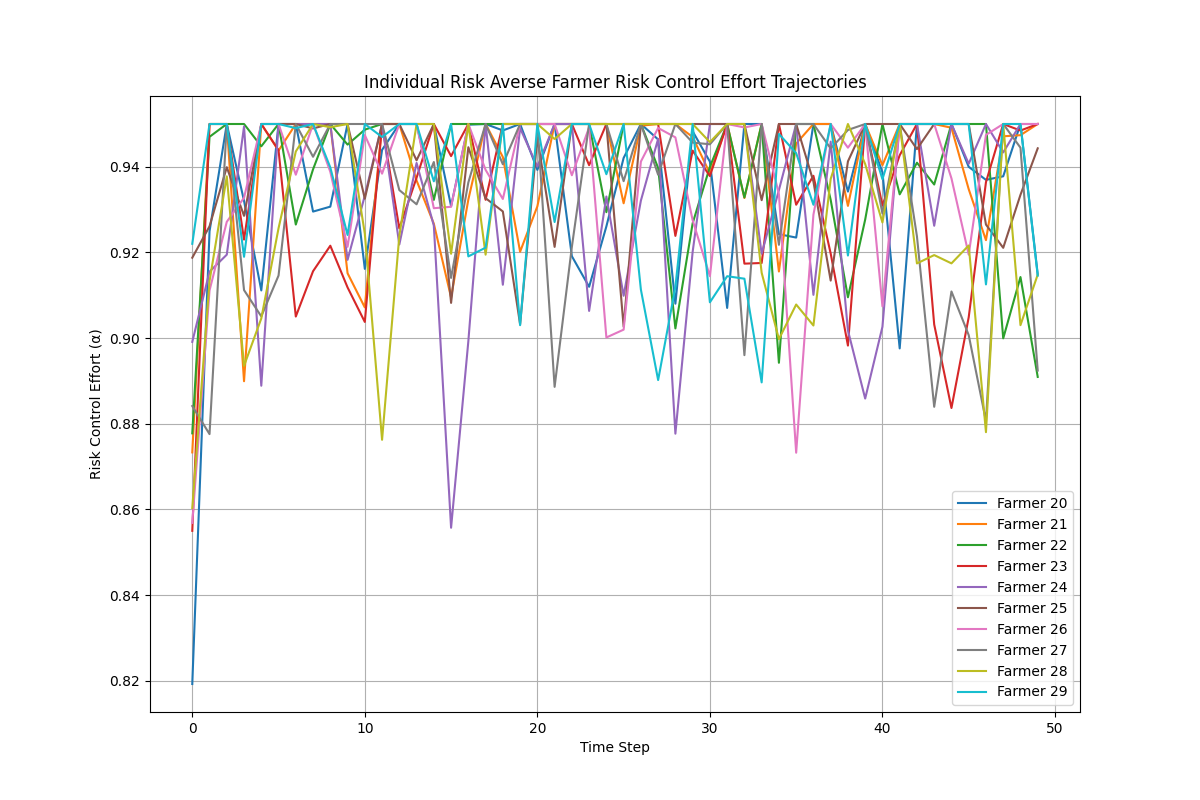 Individual Risk Averse Farmer Risk Control Effort Trajectories
Risk Control Effort (α)
0.94
0.92
0.90
0.88
0.86
0.84
0.82
0
10
20
30
40
50
Time Step
Farmer 20
Farmer 21
Farmer 22
Farmer 23
Farmer 24
Farmer 25
Farmer 26
Farmer 27
Farmer 28
Farmer 29